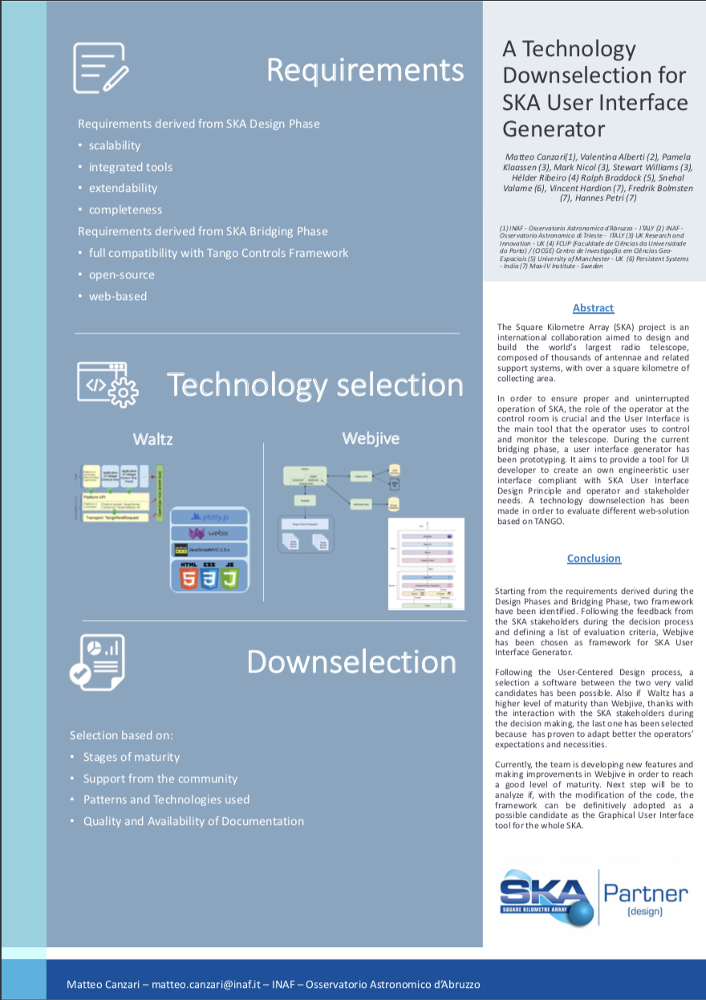 Requirements
Requirements derived from SKA Design Phase
• scalability
• integrated tools
• extendability
• completeness
Requirements derived from SKA Bridging Phase
• full compatibility with Tango Controls Framework
• open-source
• web-based
Technology selection
Waltz
Webjive
Platform API
Transport: TangoRestRequest
plotly.js
webix
JavaScriptMVC-1.5.x
HTML CSS JS
5 3
Downselection
Selection based on:
• Stages of maturity
• Support from the community
• Patterns and Technologies used
• Quality and Availability of Documentation
A Technology
Downselection for
SKA User Interface
Generator
Matteo Canzari(1), Valentina Alberti (2), Pamela
Klaassen (3), Mark Nicol (3), Stewart Williams (3),
Hélder Ribeiro (4) Ralph Braddock (5), Snehal
Valame (6), Vincent Hardion (7), Fredrik Bolmsten
(7), Hannes Petri (7)
(1) INAF - Osservatorio Astronomico d'Abruzzo - ITALY (2) INAF -
Osservatorio Astronomico di Trieste - ITALY (3) UK Research and
Innovation - UK (4) FCUP (Faculdade de Ciências da Universidade
do Porto) / (CICGE) Centro de Investigação em Ciências Geo-
Espaciais (5) University of Manchester - UK (6) Persistent Systems
- India (7) Max-IV Institute - Sweden
Abstract
The Square Kilometre Array (SKA) project is an
international collaboration aimed to design and
build the world's largest radio telescope,
composed of thousands of antennae and related
support systems, with over a square kilometre of
collecting area.
In order to ensure proper and uninterrupted
operation of SKA, the role of the operator at the
control room is crucial and the User Interface is
the main tool that the operator uses to control
and monitor the telescope. During the current
bridging phase, a user interface generator has
been prototyping. It aims to provide a tool for UI
developer to create an own engineeristic user
interface compliant with SKA User Interface
Design Principle and operator and stakeholder
needs. A technology downselection has been
made in order to evaluate different web-solution
based on TANGO.
Conclusion
Starting from the requirements derived during the
Design Phases and Bridging Phase, two framework
have been identified. Following the feedback from
the SKA stakeholders during the decision process
and defining a list of evaluation criteria, Webjive
has been chosen as framework for SKA User
Interface Generator.
Following the User-Centered Design process, a
selection a software between the two very valid
candidates has been possible. Also if Waltz has a
higher level of maturity than Webjive, thanks with
the interaction with the SKA stakeholders during
the decision making, the last one has been selected
because has proven to adapt better the operators'
expectations and necessities.
Currently, the team is developing new features and
making improvements in Webjive in order to reach
a good level of maturity. Next step will be to
analyze if, with the modification of the code, the
framework can be definitively adopted as a
possible candidate as the Graphical User Interface
tool for the whole SKA.
SKA
SQUARE KILOMETRE ARRAY
Partner
(design)
Matteo Canzari – matteo.canzari@inaf.it – INAF – Osservatorio Astronomico d'Abruzzo